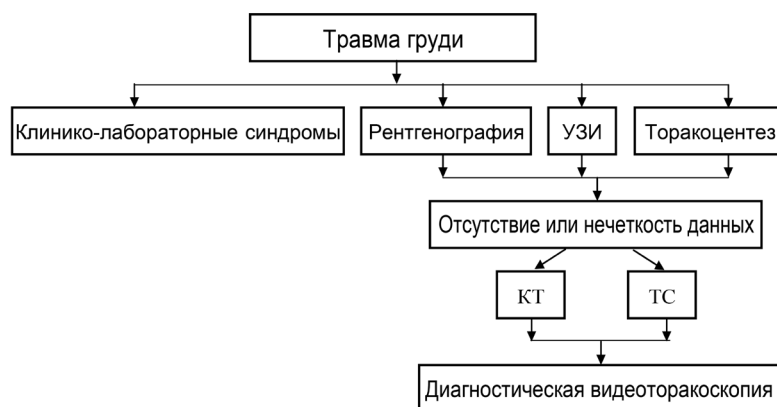 Травма груди
Клинико-лабораторные синдромы
Рентгенография
УЗИ
Торакоцентез
Отсутствие или нечеткость данных
КТ
ТС
Диагностическая видеоторакоскопия